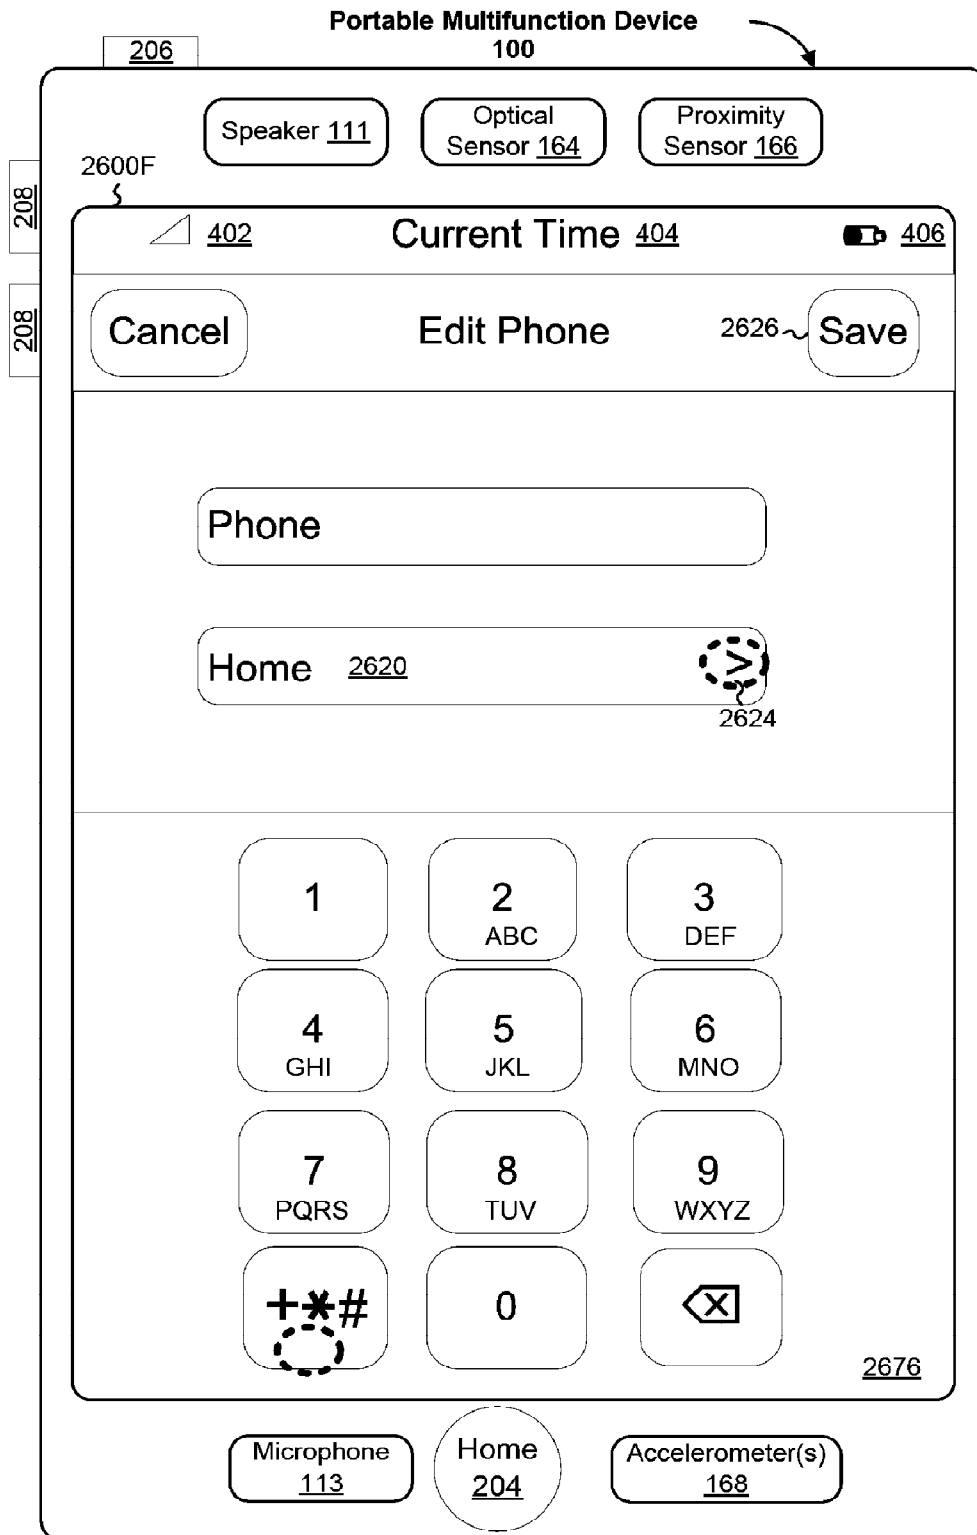 Portable Multifunction Device
100
206
Speaker 111
Optical
Sensor 164
Proximity
Sensor 166
2600F
208
402
Current Time 404
406
208
Cancel
Edit Phone
2626
Save
Phone
Home 2620
>
2624
1
2
ABC
3
DEF
4
GHI
5
JKL
6
MNO
7
PQRS
8
TUV
9
WXYZ
+*#
0
X
2676
Microphone
113
Home
204
Accelerometer(s)
168